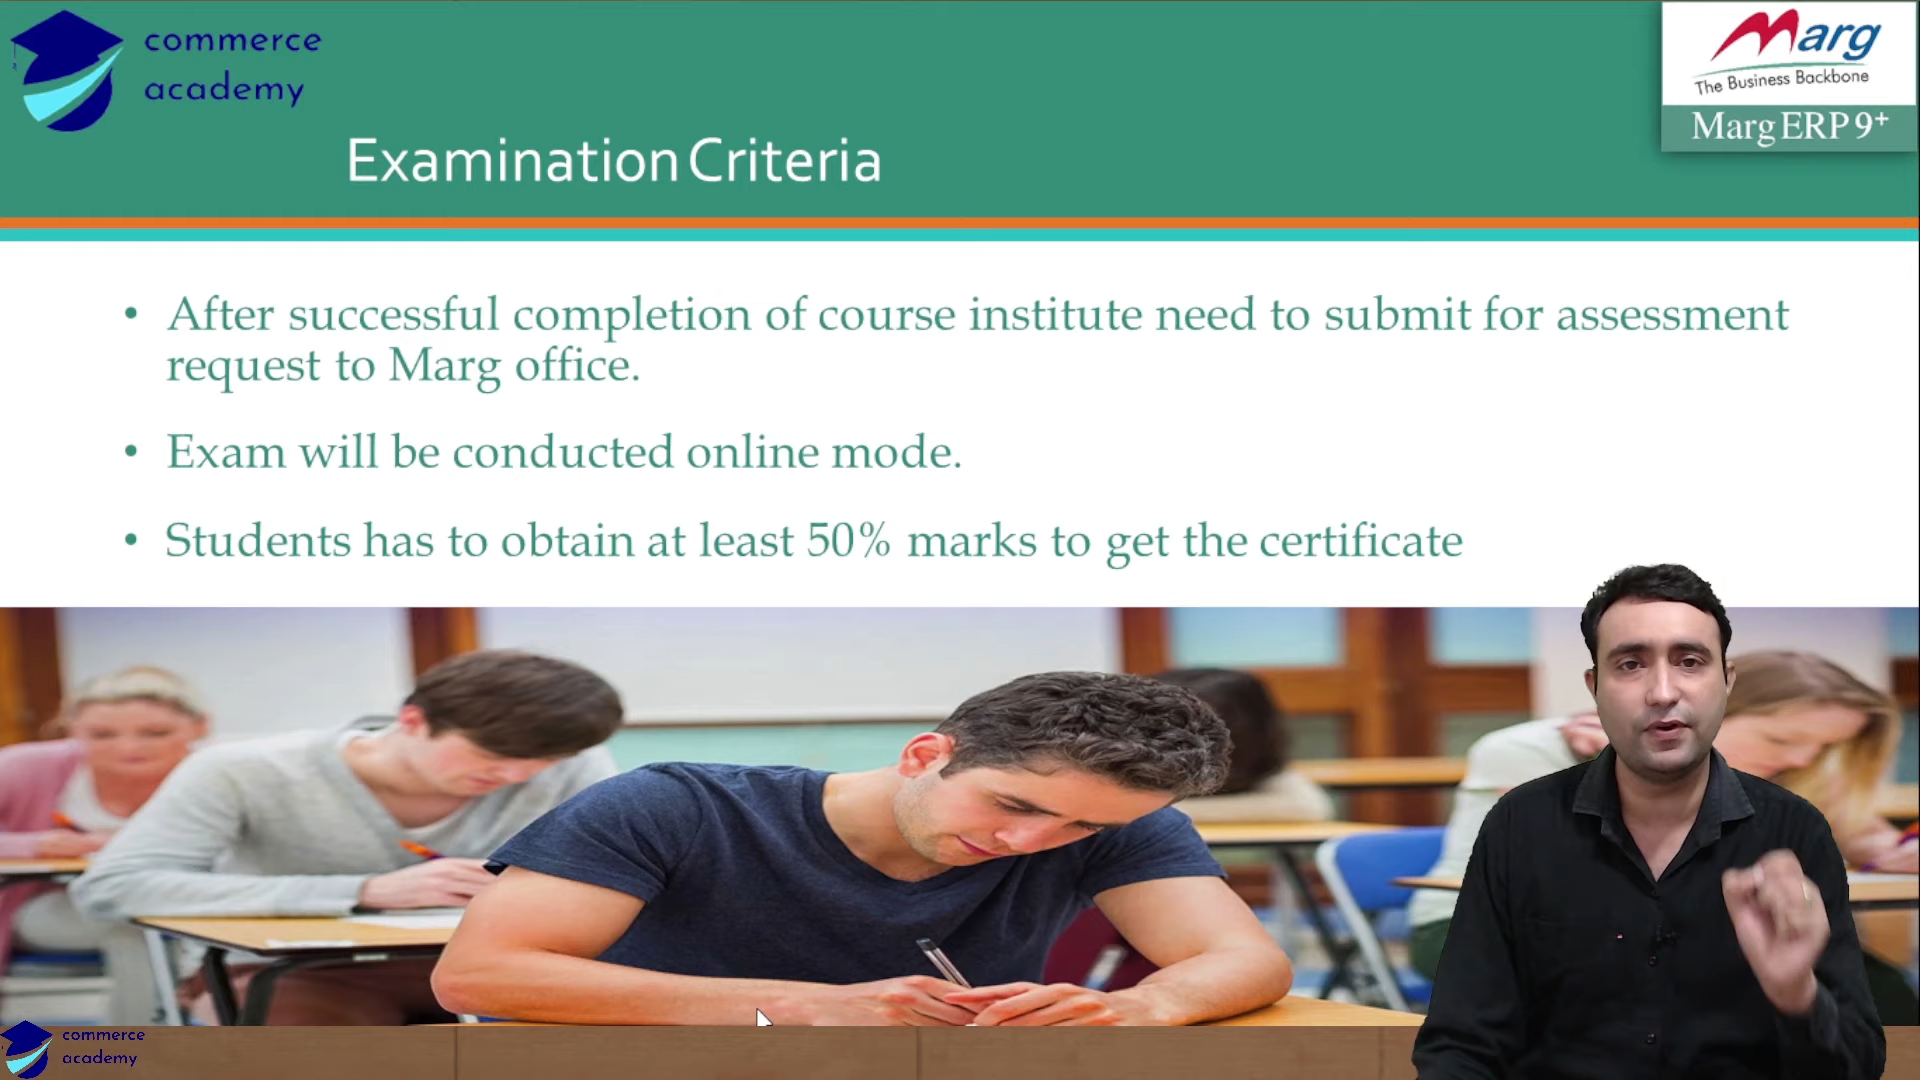 commerce
academy
Marg
The Business Backbone
Marg ERP 9+
Examination Criteria
• After successful completion of course institute need to submit for assessment
request to Marg office.
• Exam will be conducted online mode.
• Students has to obtain at least 50% marks to get the certificate
commerce
academy